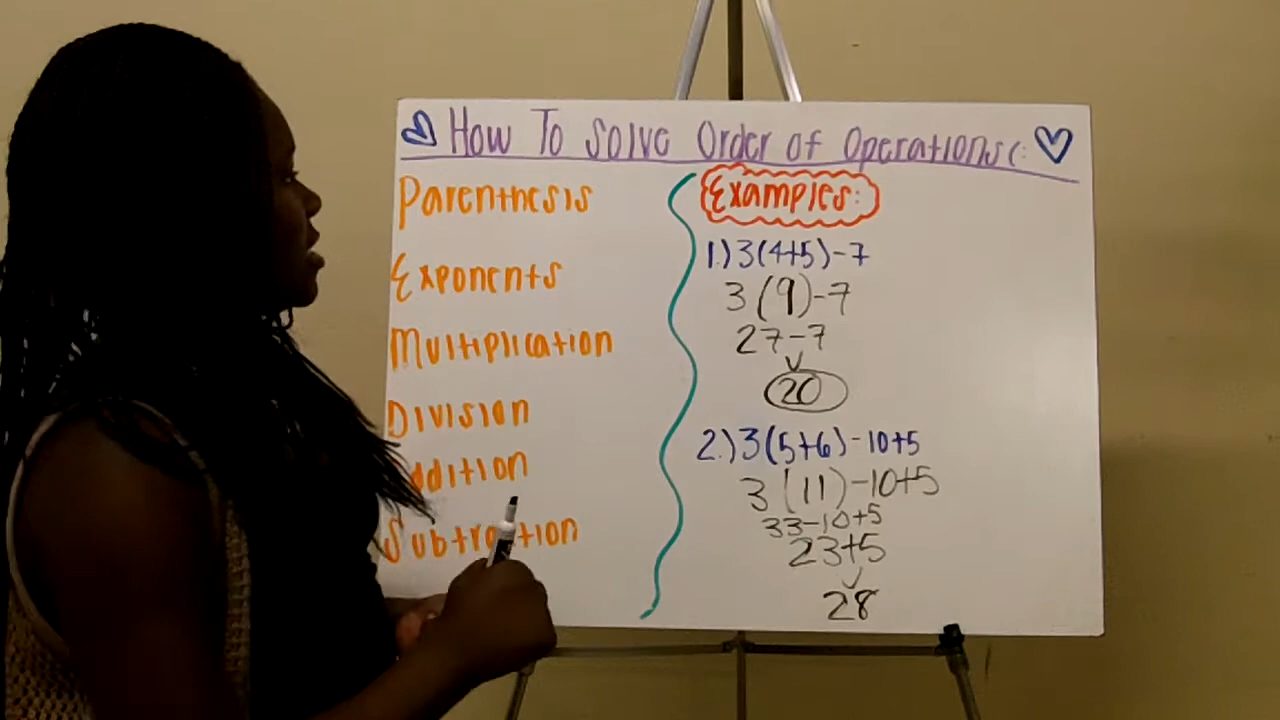 How To Solve Order of Operations(:
Parenthesis
Exponents
Multiplication
Division
Addition
Subtraction
Examples:
1.) 3(4+5)-7
3(9)-7
27-7
20
2.) 3(5+6)-10+5
3(11)-10+5
33-10+5
23+5
28